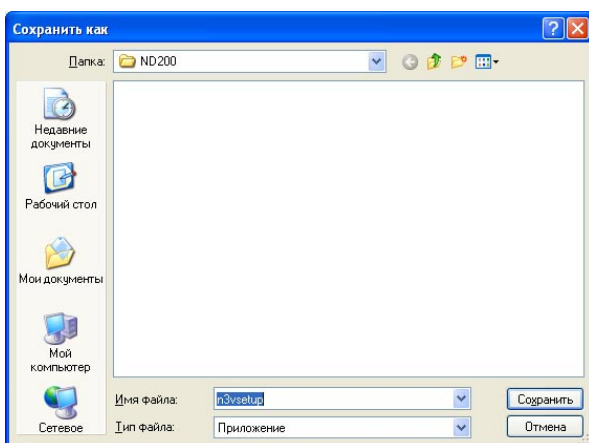 Сохранить как
Папка:
ND200
Недавние
документы
Рабочий стол
Мои документы
Мой
компьютер
Сетевое
Имя файла:
n3vsetup
Сохранить
Тип файла:
Приложение
Отмена